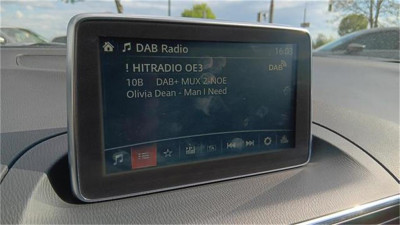 DAB Radio 16:01
! HITRADIO OE3 DAB
10B DAB+ MUX 2 NOE
Olivia Dean - Man I Need